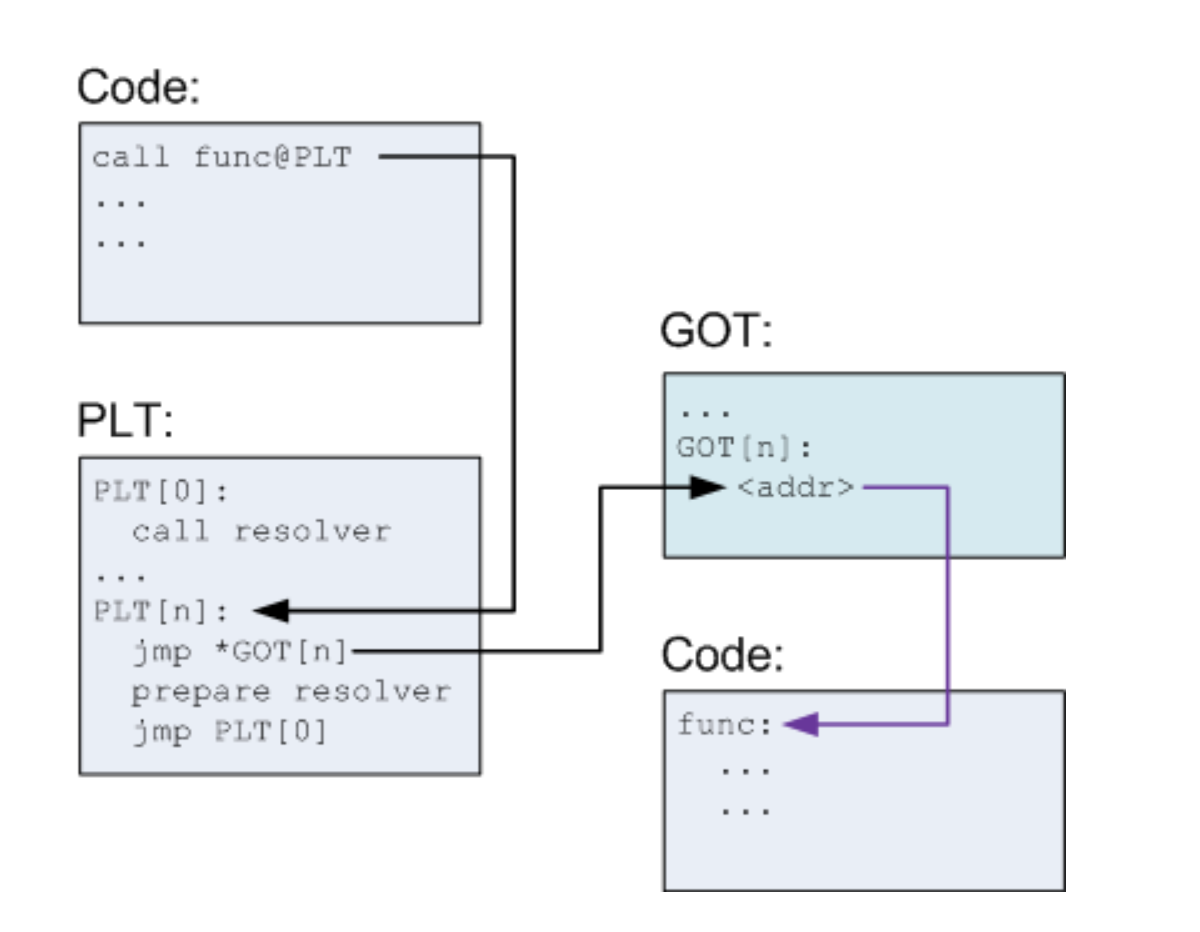 Code:
call func@PLT
...
...
PLT:
PLT[0]:
call resolver
...
PLT[n]:
jmp *GOT[n]
prepare resolver
jmp PLT[0]
GOT:
...
GOT[n]:
<addr>
Code:
func:
...
...